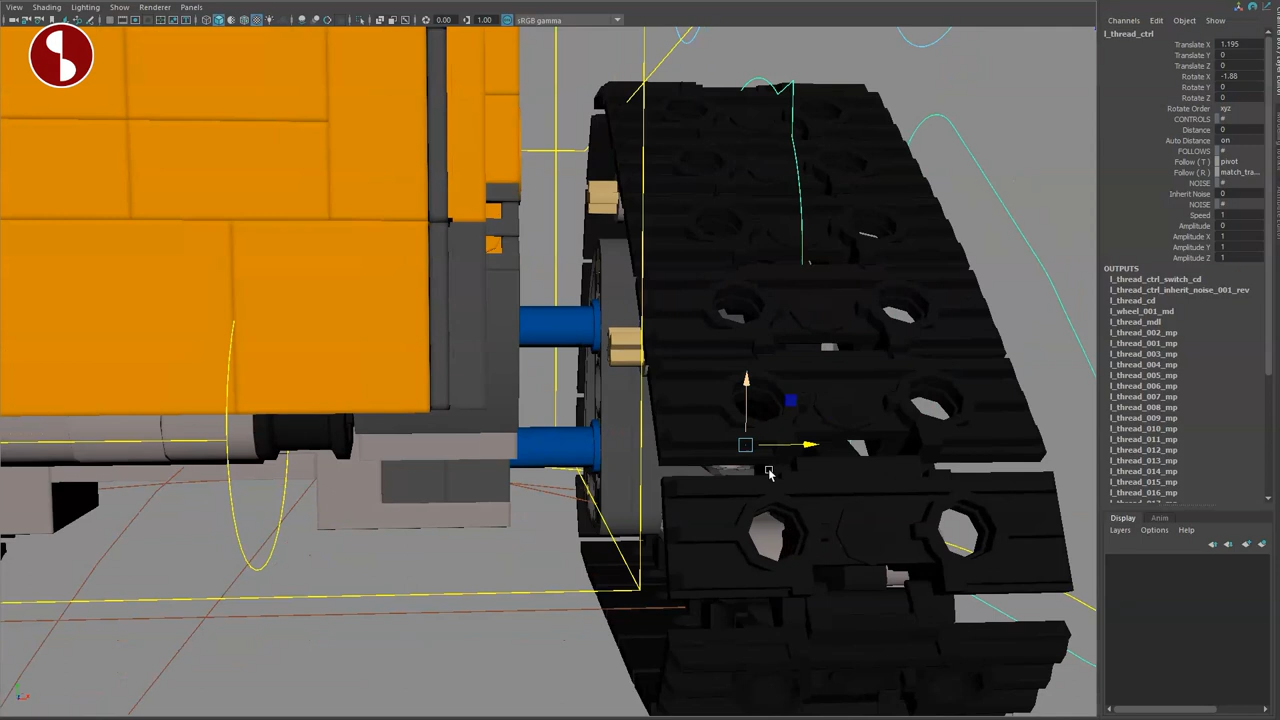 View Shading Lighting Show Renderer Panels
0.00 1.00 sRGB gamma
Channels Edit Object Show
l_thread_ctrl
Translate X 1.195
Translate Y 0
Translate Z 0
Rotate X -1.88
Rotate Y 0
Rotate Z 0
Rotate Order xyz
CONTROLS #
Distance 0
Auto Distance on
FOLLOWS #
Follow ( T ) pivot
Follow ( R ) match_tra...
NOISE #
Inherit Noise 0
NOISE #
Speed 1
Amplitude 0
Amplitude X 1
Amplitude Y 1
Amplitude Z 1
OUTPUTS
l_thread_ctrl_switch_cd
l_thread_ctrl_inherit_noise_001_rev
l_thread_cd
l_wheel_001_md
l_thread_mdl
l_thread_002_mp
l_thread_001_mp
l_thread_003_mp
l_thread_004_mp
l_thread_005_mp
l_thread_006_mp
l_thread_007_mp
l_thread_008_mp
l_thread_009_mp
l_thread_010_mp
l_thread_011_mp
l_thread_012_mp
l_thread_013_mp
l_thread_014_mp
l_thread_015_mp
l_thread_016_mp
Display Anim
Layers Options Help